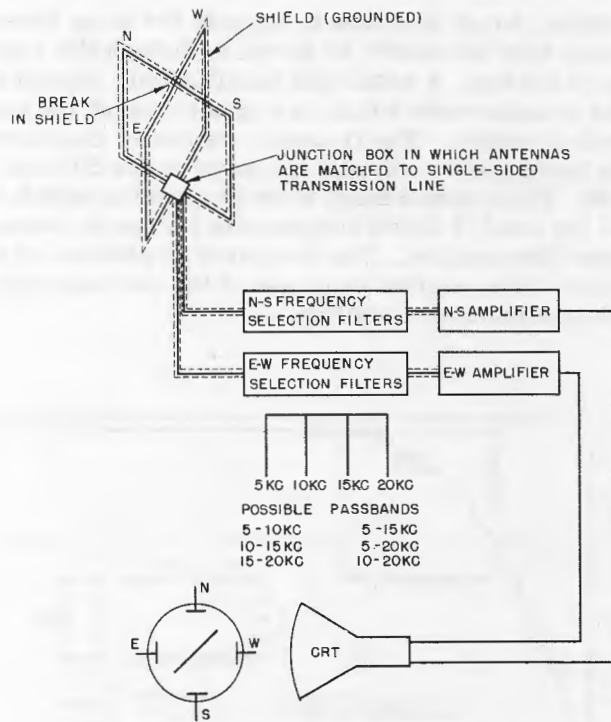 W
SHIELD (GROUNDED)
N
BREAK
IN SHIELD
S
E
JUNCTION BOX IN WHICH ANTENNAS
ARE MATCHED TO SINGLE-SIDED
TRANSMISSION LINE
N-S FREQUENCY
SELECTION FILTERS
N-S AMPLIFIER
E-W FREQUENCY
SELECTION FILTERS
E-W AMPLIFIER
5KC 10KC 15KC 20KC
POSSIBLE PASSBANDS
5-10KC 5-15KC
10-15KC 5-20KC
15-20KC 10-20KC
N
E
W
CRT
S